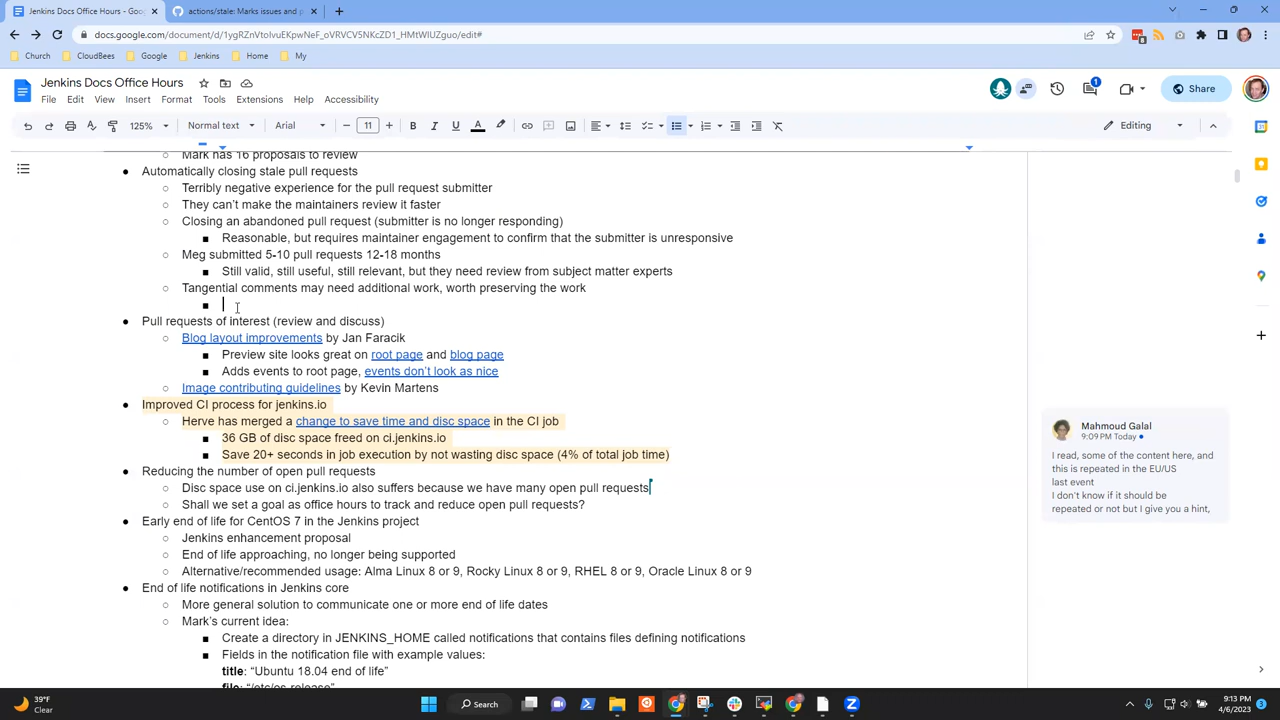 Jenkins Docs Office Hours - Goo
actions/stale: Marks issues and p
docs.google.com/document/d/1ygRZnVtoIvuEKpwNeF_oVRVCV5NKcZD1_HMtWIUZguo/edit#
Church
CloudBees
Google
Jenkins
Home
My
Jenkins Docs Office Hours
File Edit View Insert Format Tools Extensions Help Accessibility
1
Share
125%
Normal text
Arial
11
B I U A
Editing
Mark has 16 proposals to review
Automatically closing stale pull requests
Terribly negative experience for the pull request submitter
They can't make the maintainers review it faster
Closing an abandoned pull request (submitter is no longer responding)
Reasonable, but requires maintainer engagement to confirm that the submitter is unresponsive
Meg submitted 5-10 pull requests 12-18 months
Still valid, still useful, still relevant, but they need review from subject matter experts
Tangential comments may need additional work, worth preserving the work
Pull requests of interest (review and discuss)
Blog layout improvements by Jan Faracik
Preview site looks great on root page and blog page
Adds events to root page, events don't look as nice
Image contributing guidelines by Kevin Martens
Improved CI process for jenkins.io
Herve has merged a change to save time and disc space in the CI job
36 GB of disc space freed on ci.jenkins.io
Save 20+ seconds in job execution by not wasting disc space (4% of total job time)
Reducing the number of open pull requests
Disc space use on ci.jenkins.io also suffers because we have many open pull requests
Shall we set a goal as office hours to track and reduce open pull requests?
Early end of life for CentOS 7 in the Jenkins project
Jenkins enhancement proposal
End of life approaching, no longer being supported
Alternative/recommended usage: Alma Linux 8 or 9, Rocky Linux 8 or 9, RHEL 8 or 9, Oracle Linux 8 or 9
End of life notifications in Jenkins core
More general solution to communicate one or more end of life dates
Mark's current idea:
Create a directory in JENKINS_HOME called notifications that contains files defining notifications
Fields in the notification file with example values:
title: "Ubuntu 18.04 end of life"
file: "/etc/os-release"
Mahmoud Galal
9:09 PM Today
I read, some of the content here, and
this is repeated in the EU/US
last event
I don't know if it should be
repeated or not but I give you a hint,
39°F
Clear
Search
9:13 PM
4/6/2023
3